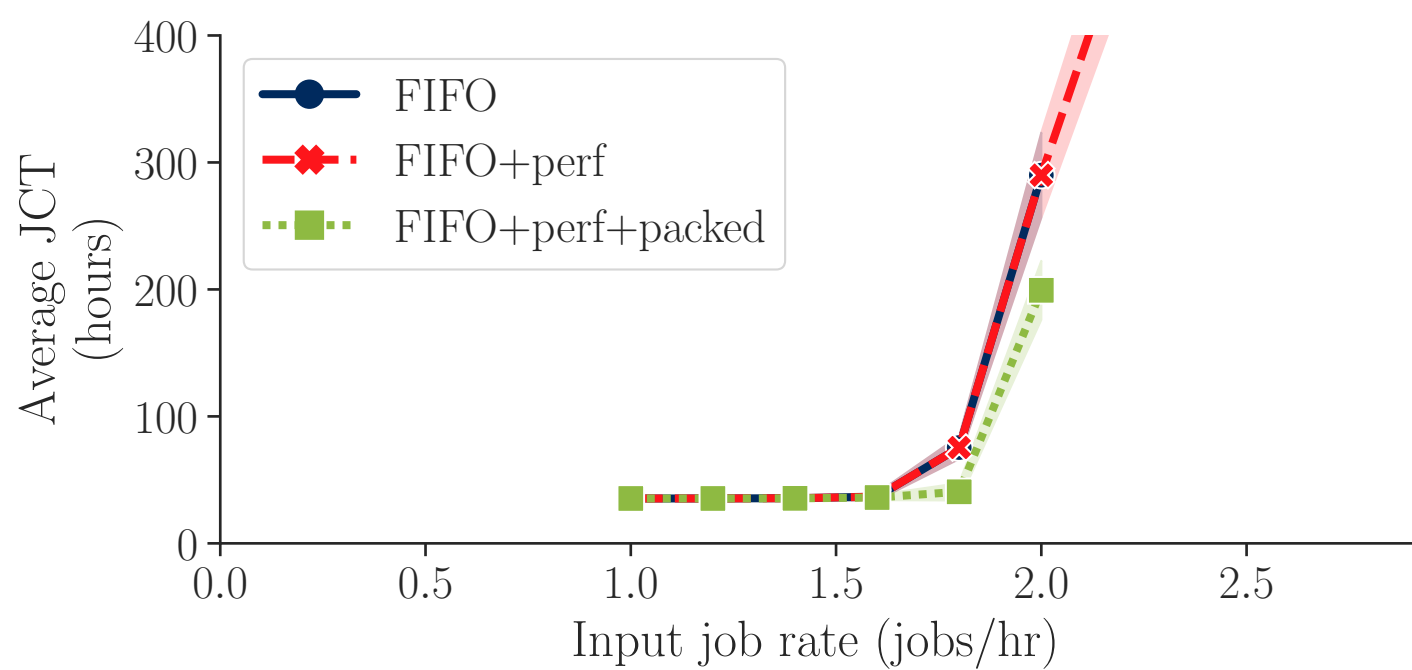 400
300
200
100
0
Average JCT
(hours)
FIFO
FIFO+perf
FIFO+perf+packed
0.0 0.5 1.0 1.5 2.0 2.5
Input job rate (jobs/hr)